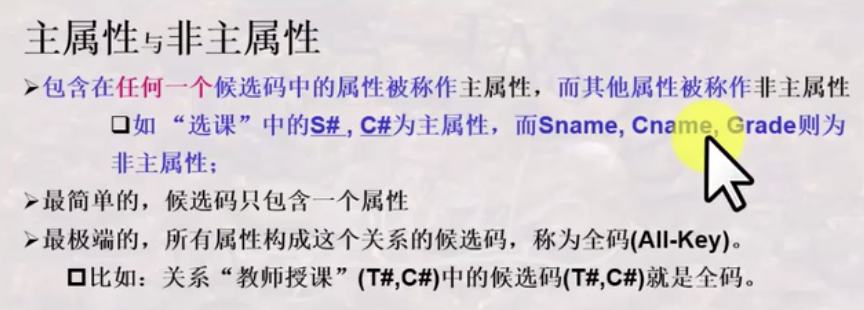 主属性与非主属性
➢包含在任何一个候选码中的属性被称作主属性，而其他属性被称作非主属性
❑如 “选课”中的S# , C#为主属性，而Sname, Cname, Grade则为
非主属性；
➢最简单的，候选码只包含一个属性
➢最极端的，所有属性构成这个关系的候选码，称为全码(All-Key)。
❑比如：关系“教师授课”(T#,C#)中的候选码(T#,C#)就是全码。